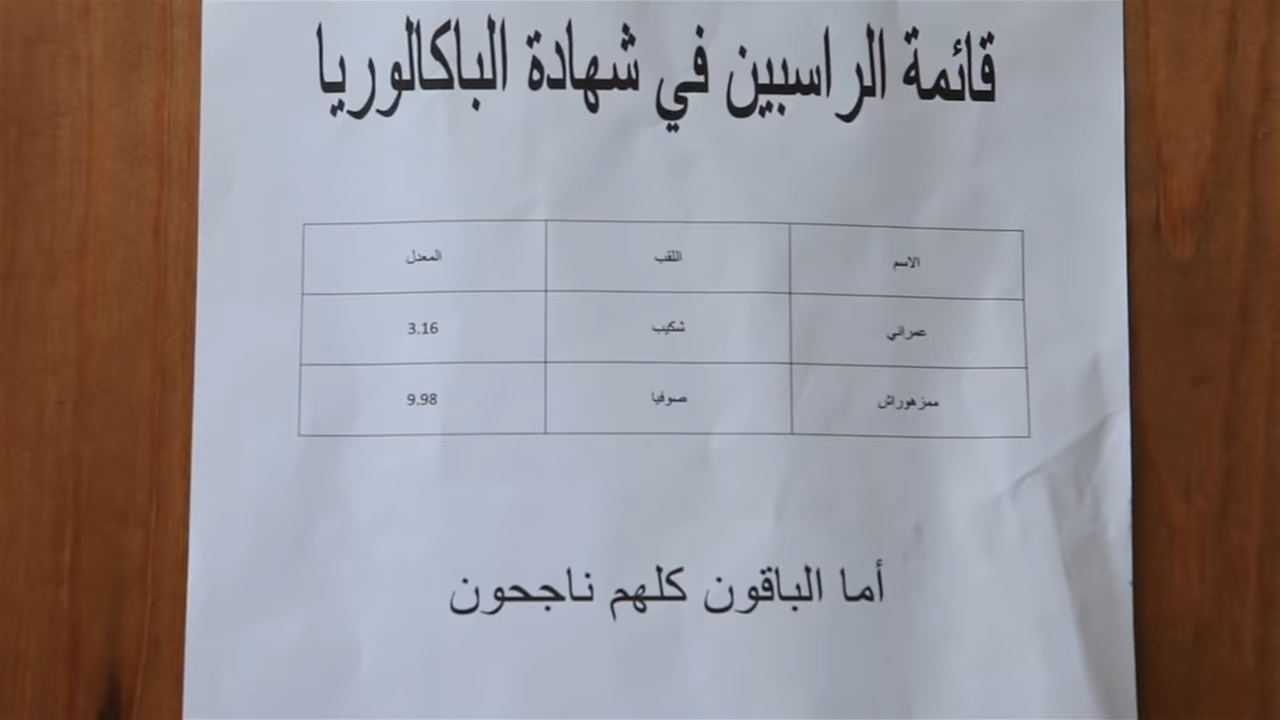 قائمة الراسبين في شهادة الباكالوريا
الاسم اللقب المعدل
عمراني شكيب 3.16
ممزهوراش صوفيا 9.98
أما الباقون كلهم ناجحون